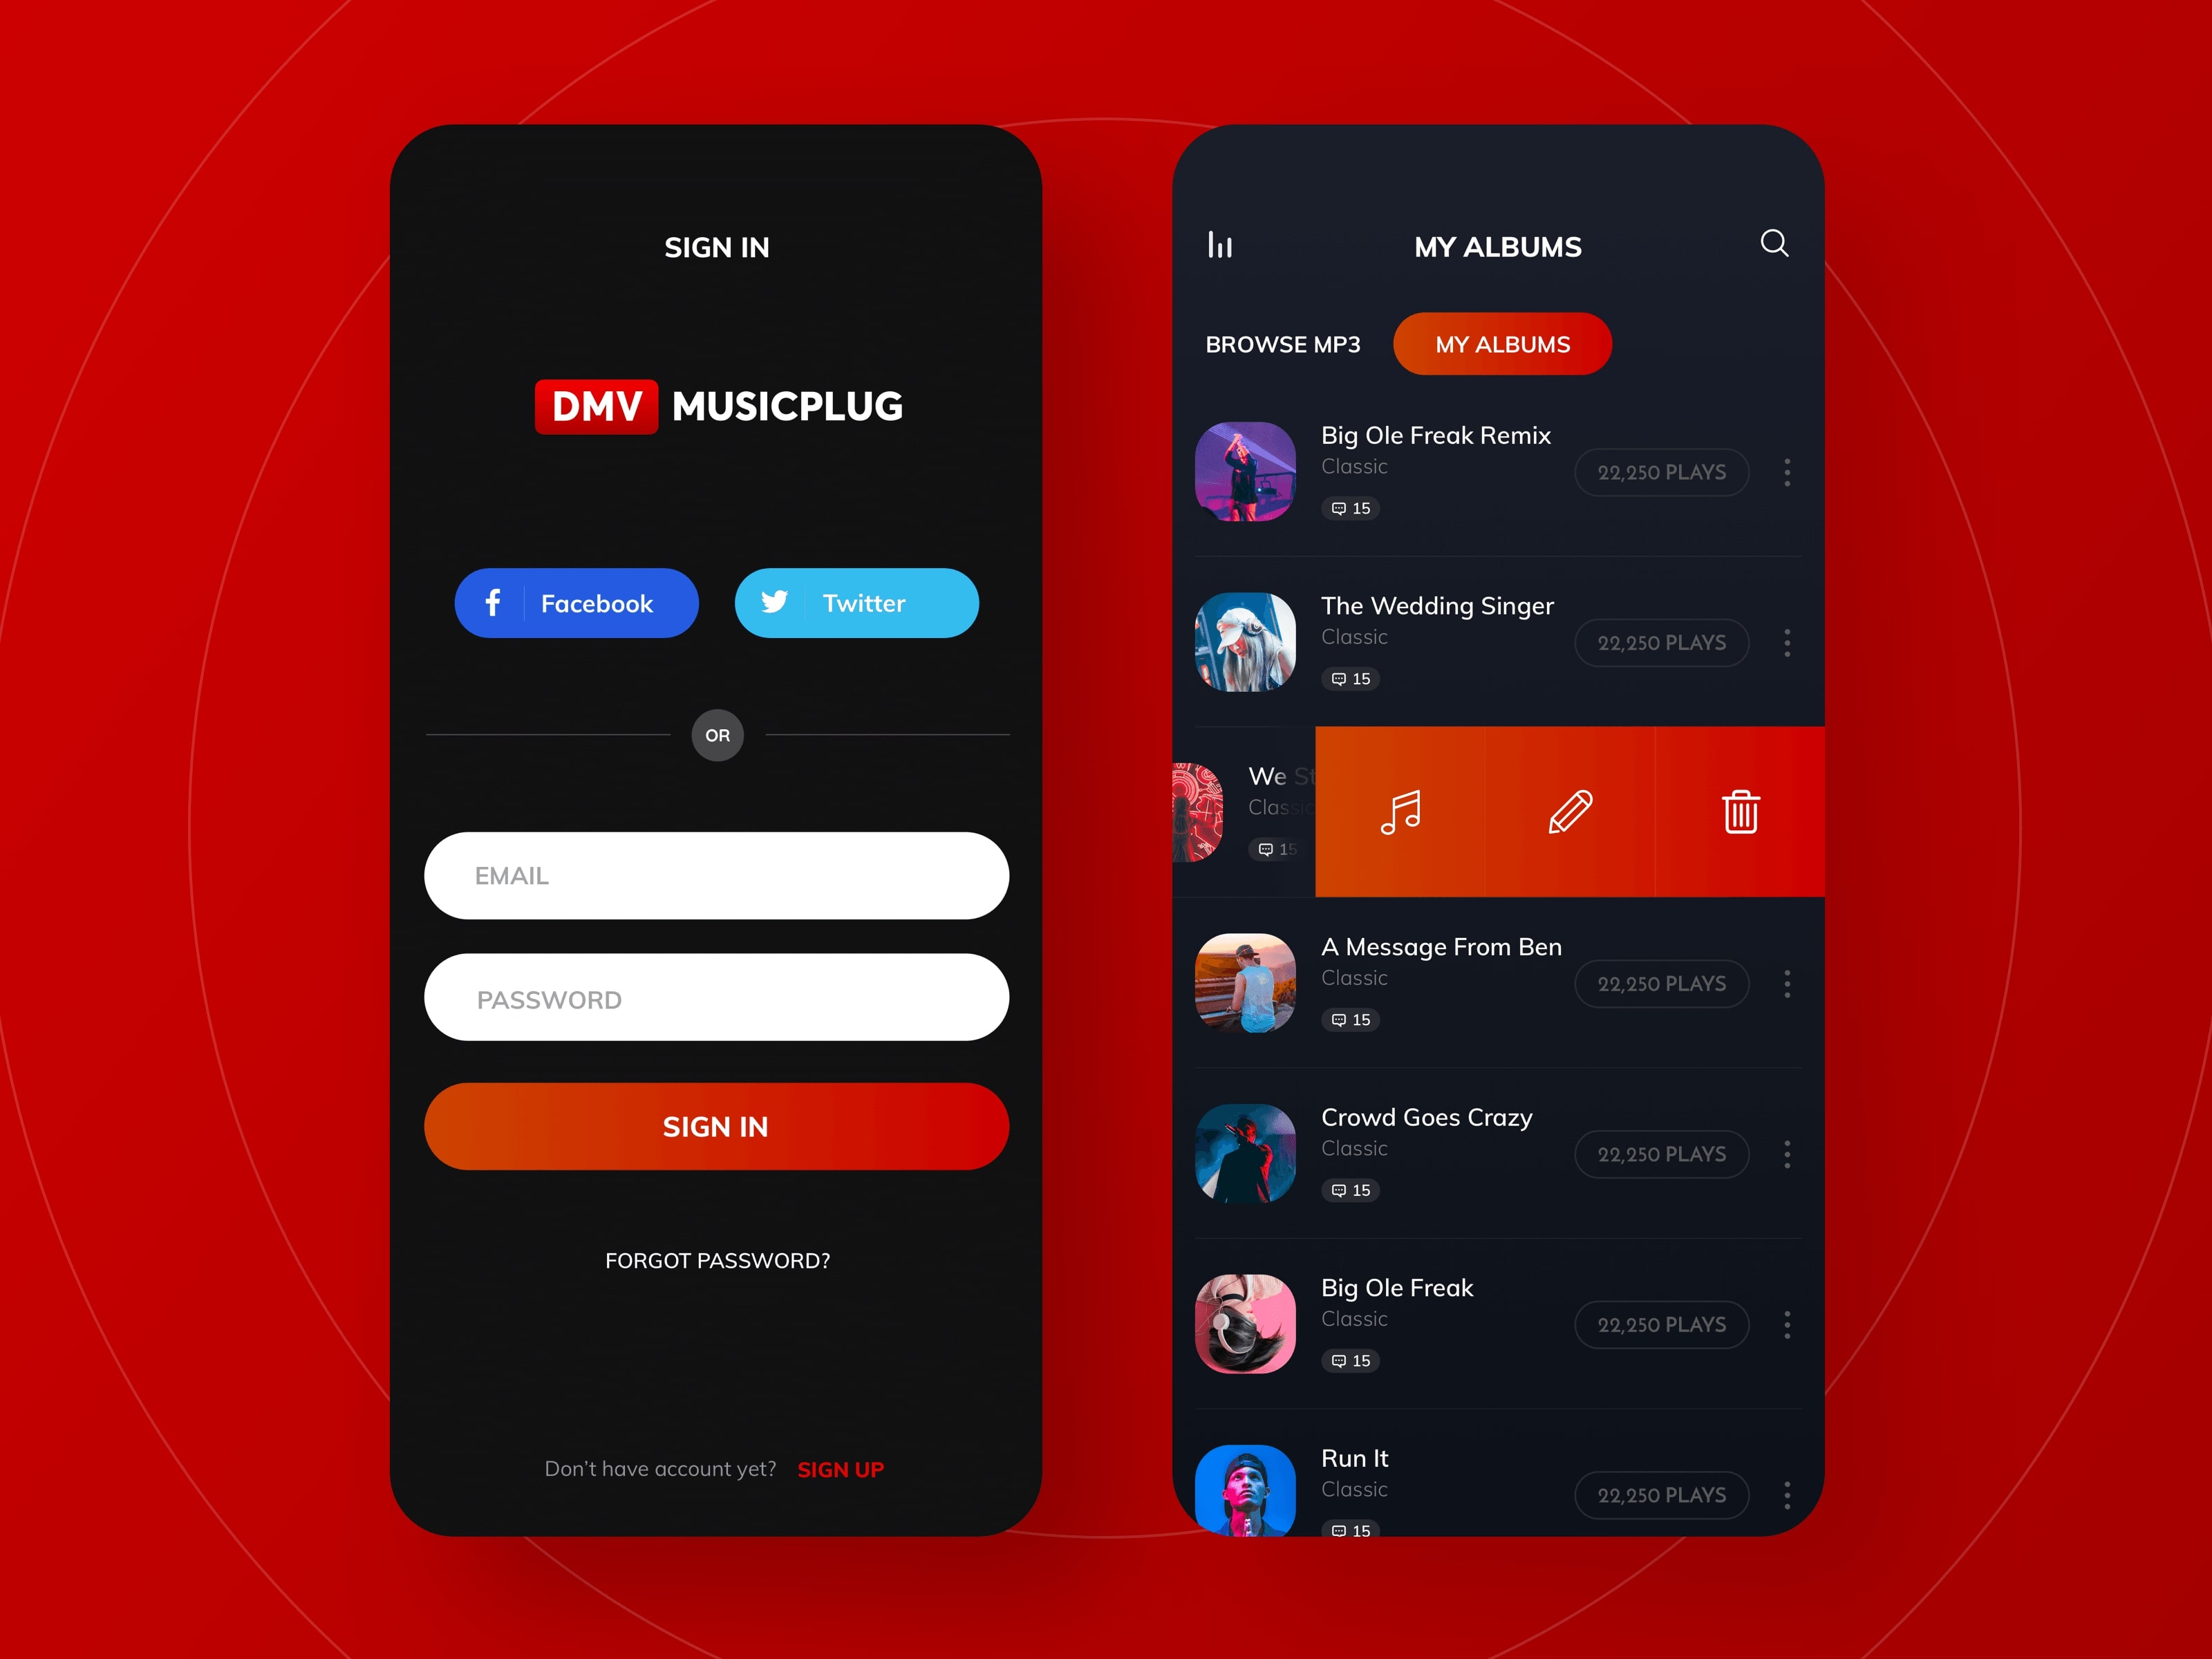 SIGN IN
DMV MUSICPLUG
Facebook
Twitter
OR
EMAIL
PASSWORD
SIGN IN
FORGOT PASSWORD?
Don't have account yet? SIGN UP
MY ALBUMS
BROWSE MP3
MY ALBUMS
Big Ole Freak Remix
Classic
22,250 PLAYS
15
The Wedding Singer
Classic
22,250 PLAYS
15
We St
Classic
15
A Message From Ben
Classic
22,250 PLAYS
15
Crowd Goes Crazy
Classic
22,250 PLAYS
15
Big Ole Freak
Classic
22,250 PLAYS
15
Run It
Classic
22,250 PLAYS
15